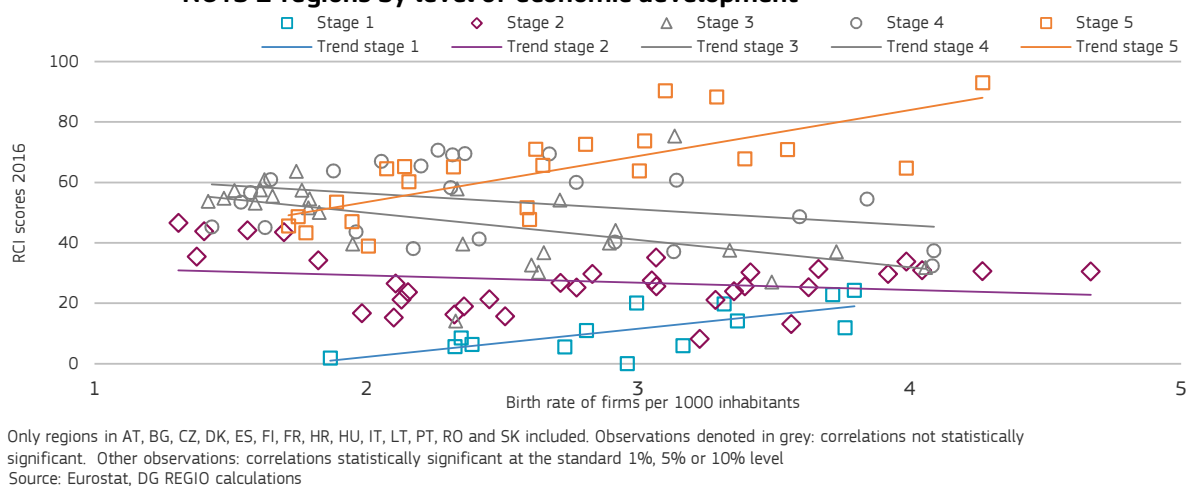 NUTS 2 regions by level of economic development
Stage 1 Stage 2 Stage 3 Stage 4 Stage 5
Trend stage 1 Trend stage 2 Trend stage 3 Trend stage 4 Trend stage 5
100
80
60
40
20
0
RCI scores 2016
1 2 3 4 5
Birth rate of firms per 1000 inhabitants
Only regions in AT, BG, CZ, DK, ES, FI, FR, HR, HU, IT, LT, PT, RO and SK included. Observations denoted in grey: correlations not statistically
significant. Other observations: correlations statistically significant at the standard 1%, 5% or 10% level
Source: Eurostat, DG REGIO calculations